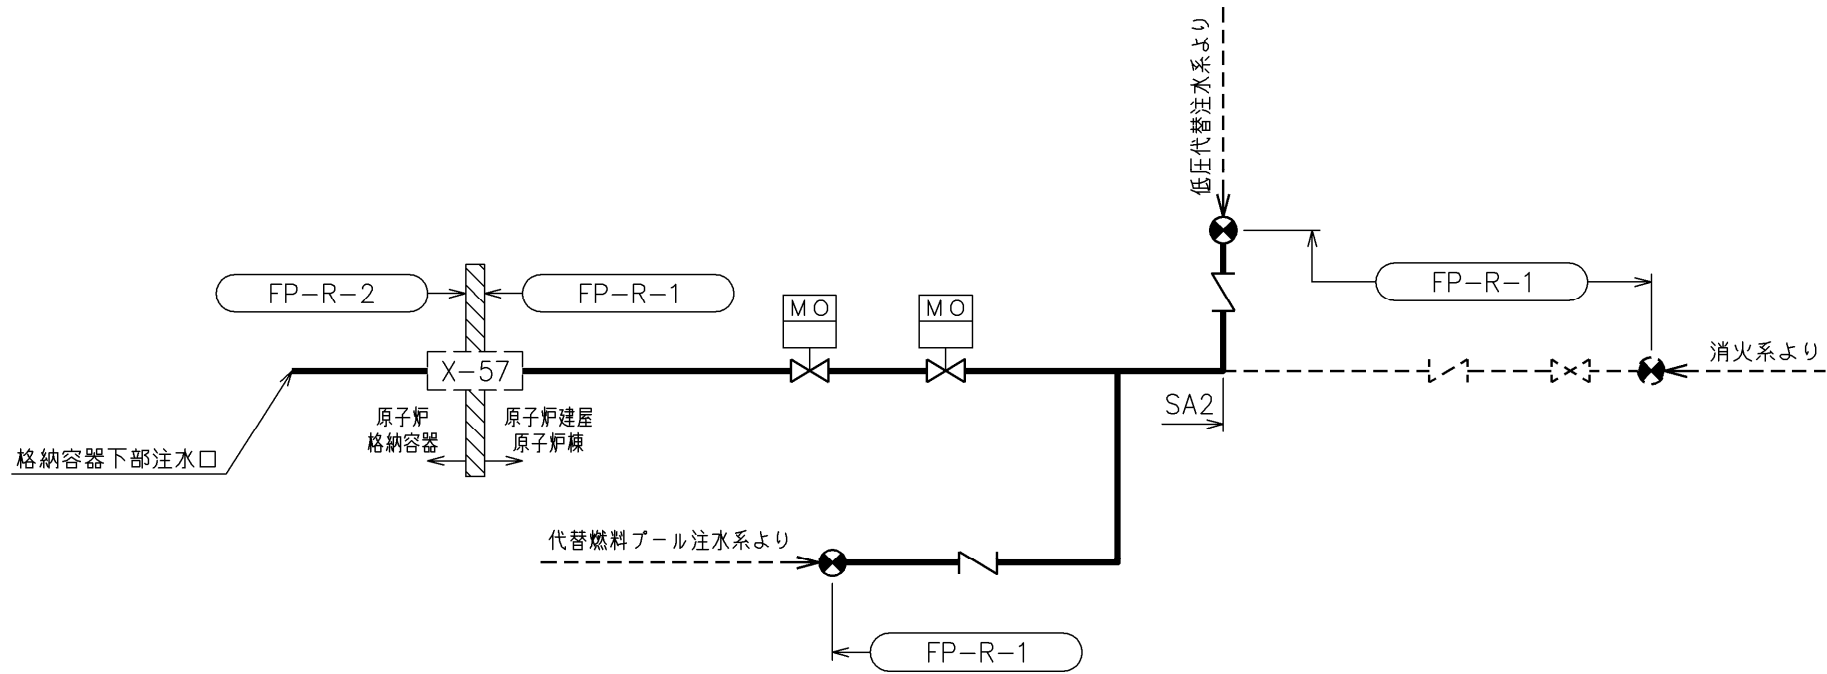 低圧代替注水系より
FP-R-2
FP-R-1
MO
MO
FP-R-1
消火系より
X-57
SA2
原子炉
格納容器
原子炉建屋
原子炉棟
格納容器下部注水口
代替燃料プール注水系より
FP-R-1